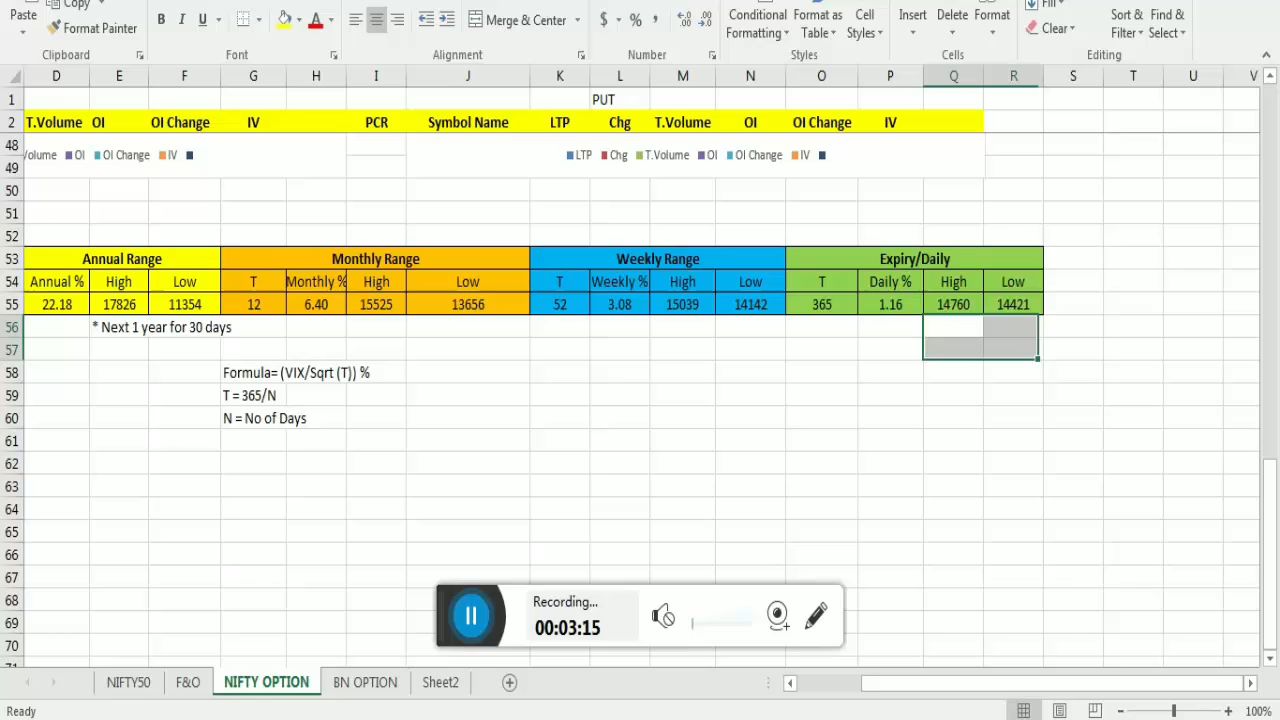 Paste
Copy
Format Painter
B I U
A
Merge & Center
$ % ,
Conditional Formatting
Format as Table
Cell Styles
Insert
Delete
Format
Fill
Clear
Sort & Filter
Find & Select
Clipboard
Font
Alignment
Number
Styles
Cells
Editing
D E F G H I J K L M N O P Q R S T U V
1 PUT
2 T.Volume OI OI Change IV PCR Symbol Name LTP Chg T.Volume OI OI Change IV
48
olume OI OI Change IV LTP Chg T.Volume OI OI Change IV
49
50
51
52
53 Annual Range Monthly Range Weekly Range Expiry/Daily
54 Annual % High Low T Monthly % High Low T Weekly % High Low T Daily % High Low
55 22.18 17826 11354 12 6.40 15525 13656 52 3.08 15039 14142 365 1.16 14760 14421
56 * Next 1 year for 30 days
57
58 Formula= (VIX/Sqrt (T)) %
59 T = 365/N
60 N = No of Days
61
62
63
64
65
66
67
68
69
70
Recording...
00:03:15
NIFTY50 F&O NIFTY OPTION BN OPTION Sheet2
Ready
100%